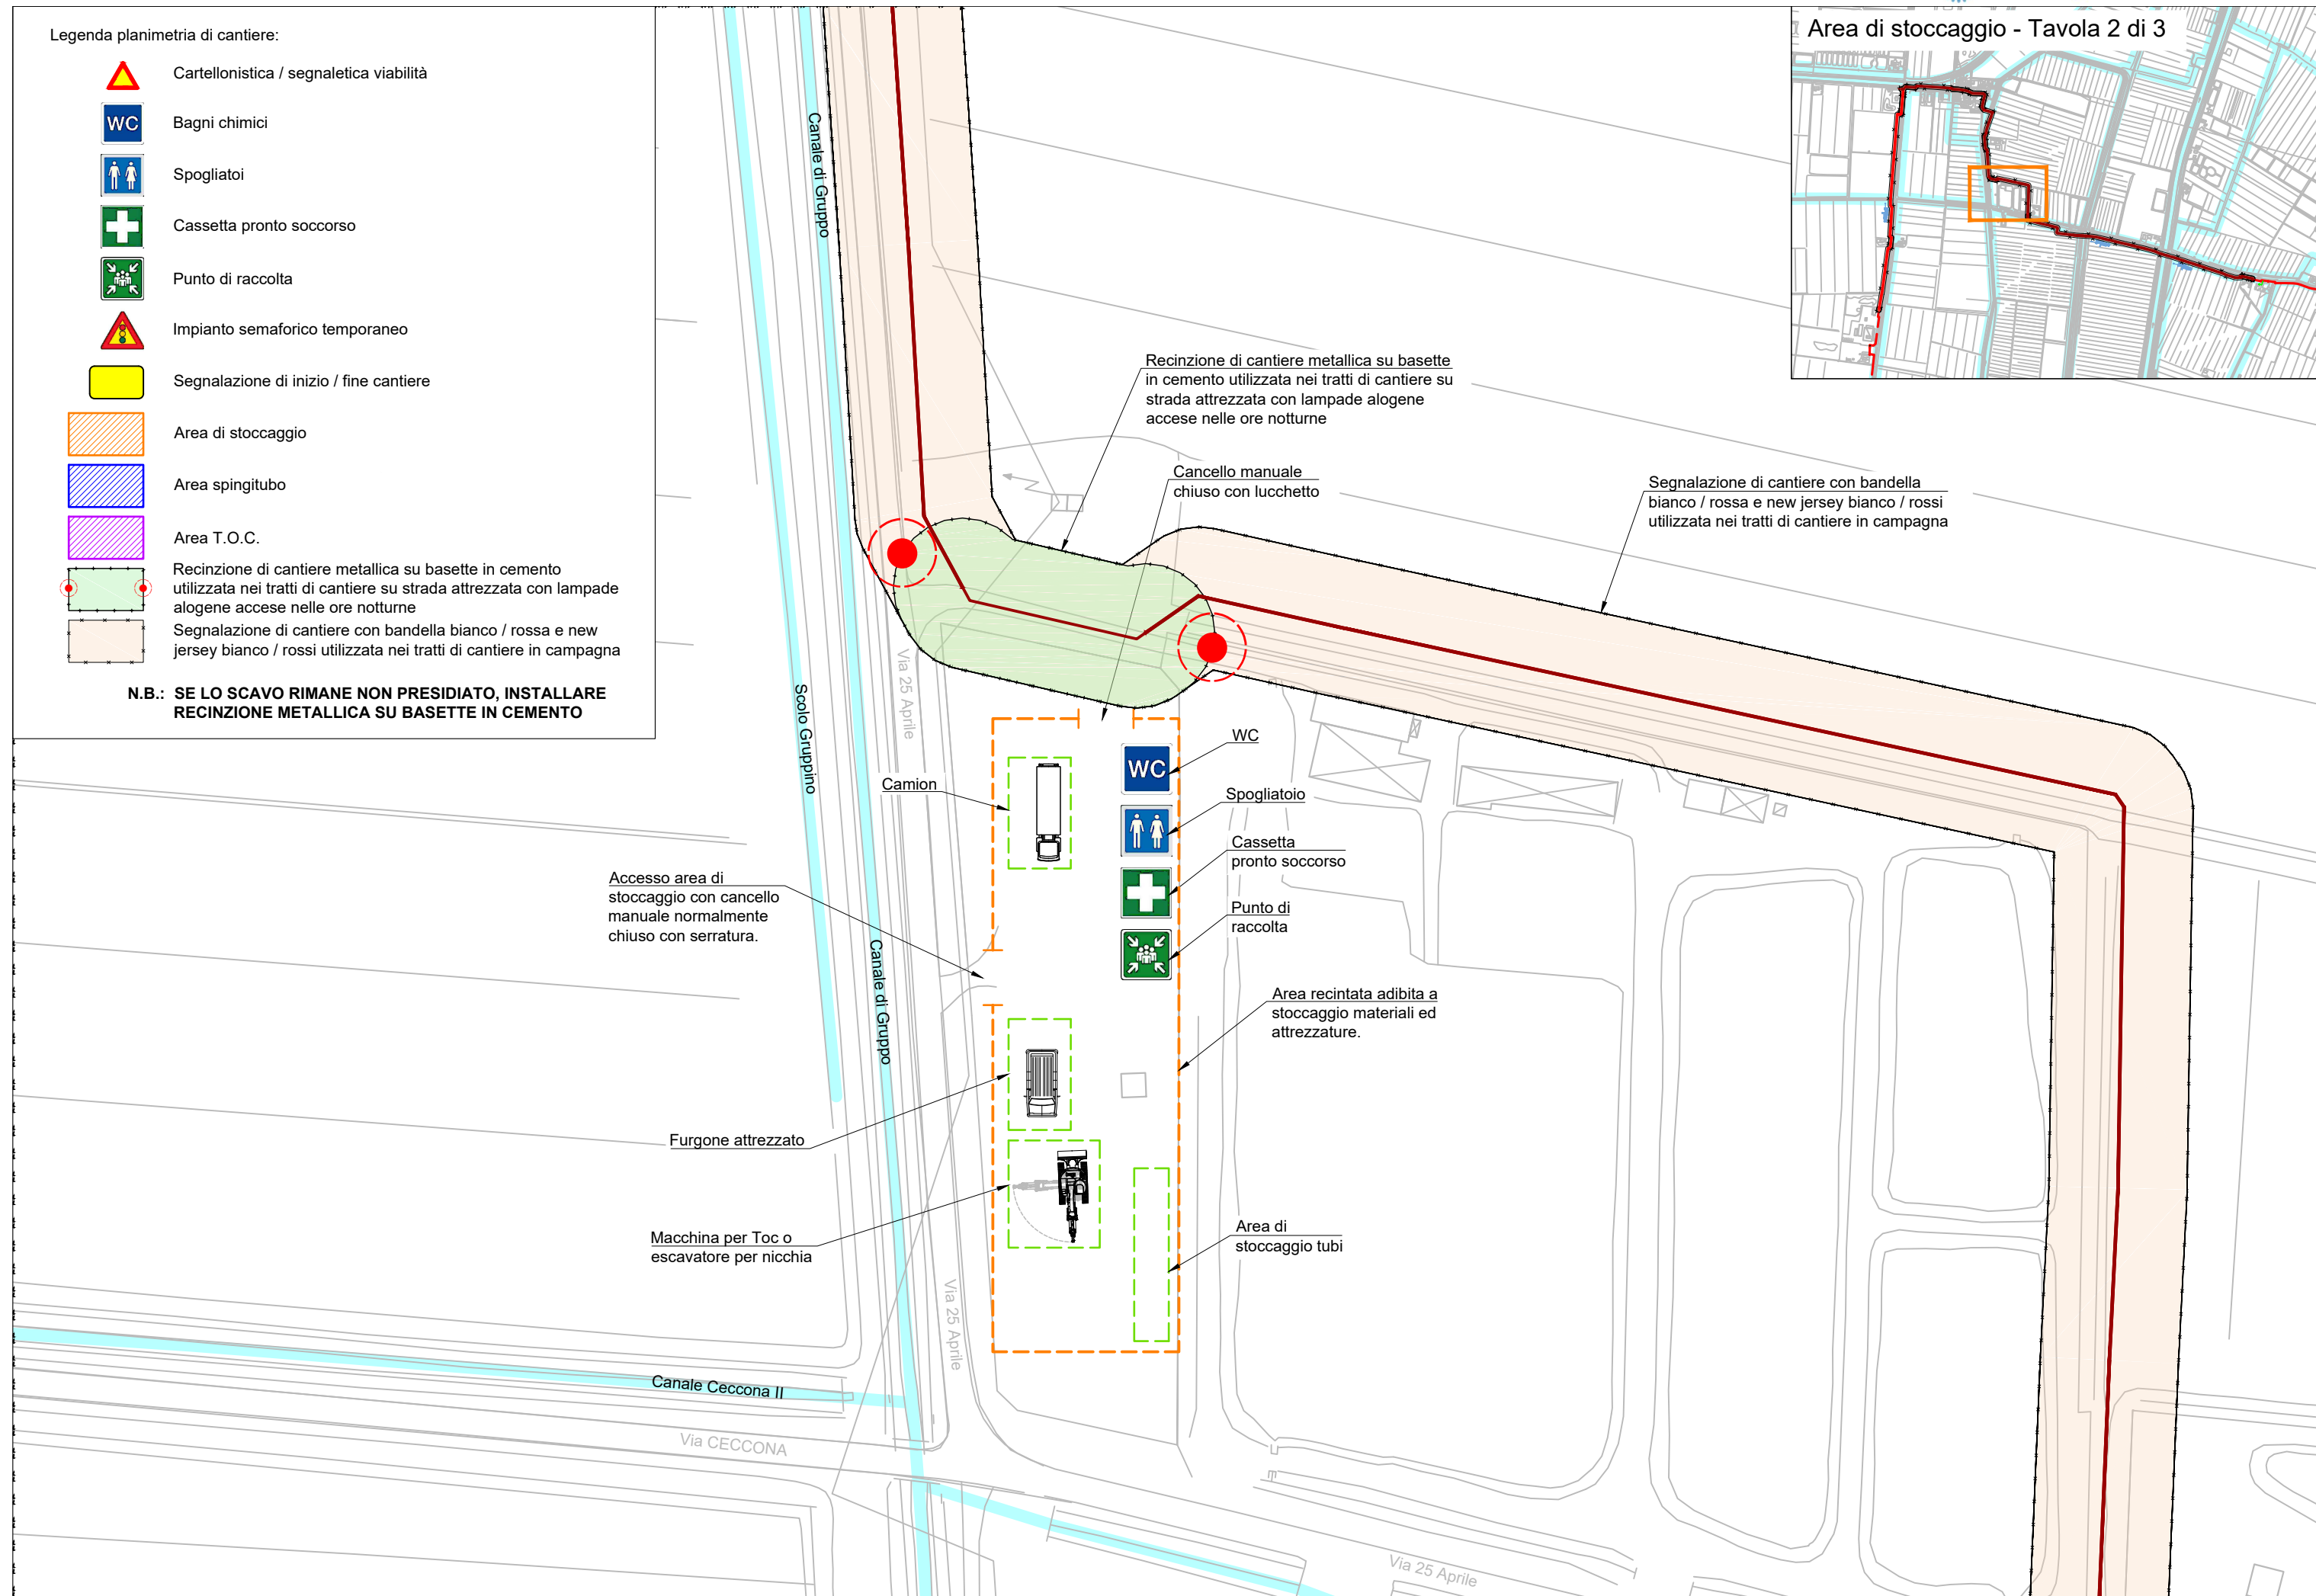 Legenda planimetria di cantiere:
Cartellonistica / segnaletica viabilità
WC
Bagni chimici
Spogliatoi
Cassetta pronto soccorso
Punto di raccolta
Impianto semaforico temporaneo
Segnalazione di inizio / fine cantiere
Area di stoccaggio
Area spingitubo
Area T.O.C.
Recinzione di cantiere metallica su basette in cemento
utilizzata nei tratti di cantiere su strada attrezzata con lampade
alogene accese nelle ore notturne
Segnalazione di cantiere con bandella bianco / rossa e new
jersey bianco / rossi utilizzata nei tratti di cantiere in campagna
N.B.: SE LO SCAVO RIMANE NON PRESIDIATO, INSTALLARE
RECINZIONE METALLICA SU BASETTE IN CEMENTO
Area di stoccaggio - Tavola 2 di 3
Canale di Gruppo
Recinzione di cantiere metallica su basette
in cemento utilizzata nei tratti di cantiere su
strada attrezzata con lampade alogene
accese nelle ore notturne
Cancello manuale
chiuso con lucchetto
Segnalazione di cantiere con bandella
bianco / rossa e new jersey bianco / rossi
utilizzata nei tratti di cantiere in campagna
Via 25 Aprile
Scolo Gruppino
WC
WC
Camion
Spogliatoio
Cassetta
pronto soccorso
Accesso area di
stoccaggio con cancello
manuale normalmente
chiuso con serratura.
Punto di
raccolta
Canale di Gruppo
Area recintata adibita a
stoccaggio materiali ed
attrezzature.
Furgone attrezzato
Macchina per Toc o
escavatore per nicchia
Area di
stoccaggio tubi
Via 25 Aprile
Canale Ceccona II
Via CECCONA
Via 25 Aprile